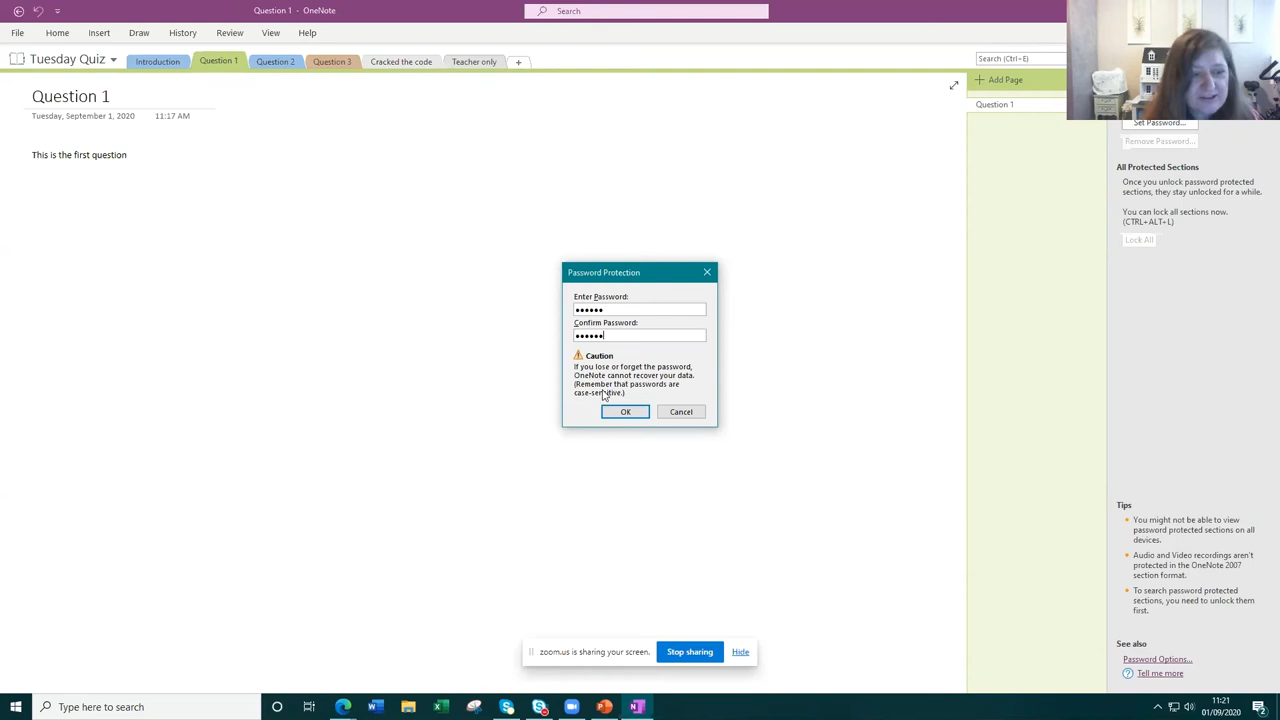 Question 1 - OneNote
Search
File Home Insert Draw History Review View Help
Tuesday Quiz
Introduction
Question 1
Question 2
Question 3
Cracked the code
Teacher only
Search (Ctrl+E)
Add Page
Question 1
Question 1
Tuesday, September 1, 2020 11:17 AM
This is the first question
Password Protection
Enter Password:
Confirm Password:
Caution
If you lose or forget the password,
OneNote cannot recover your data.
(Remember that passwords are
case-sensitive.)
OK
Cancel
Set Password...
Remove Password...
All Protected Sections
Once you unlock password protected
sections, they stay unlocked for a while.
You can lock all sections now.
(CTRL+ALT+L)
Lock All
Tips
You might not be able to view
password protected sections on all
devices.
Audio and Video recordings aren't
protected in the OneNote 2007
section format.
To search password protected
sections, you need to unlock them
first.
See also
Password Options...
Tell me more
zoom.us is sharing your screen.
Stop sharing
Hide
Type here to search
11:21
01/09/2020
2